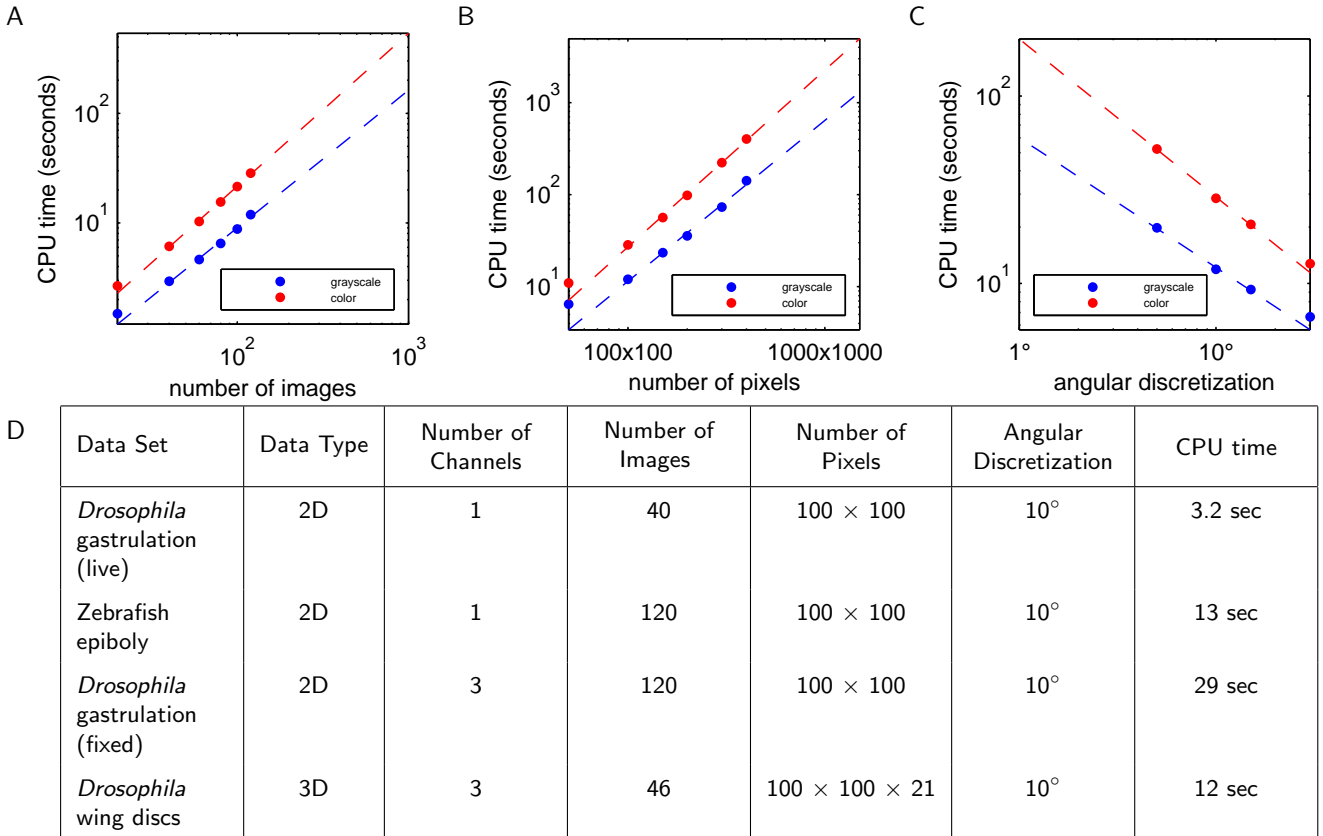 A
CPU time (seconds)
10^2
10^1
10^2
10^3
number of images
grayscale
color
B
CPU time (seconds)
10^3
10^2
10^1
100x100
1000x1000
number of pixels
grayscale
color
C
CPU time (seconds)
10^2
10^1
1°
10°
angular discretization
grayscale
color
D
Data Set
Data Type
Number of
Channels
Number of
Images
Number of
Pixels
Angular
Discretization
CPU time
Drosophila
gastrulation
(live)
2D
1
40
100 × 100
10°
3.2 sec
Zebrafish
epiboly
2D
1
120
100 × 100
10°
13 sec
Drosophila
gastrulation
(fixed)
2D
3
120
100 × 100
10°
29 sec
Drosophila
wing discs
3D
3
46
100 × 100 × 21
10°
12 sec